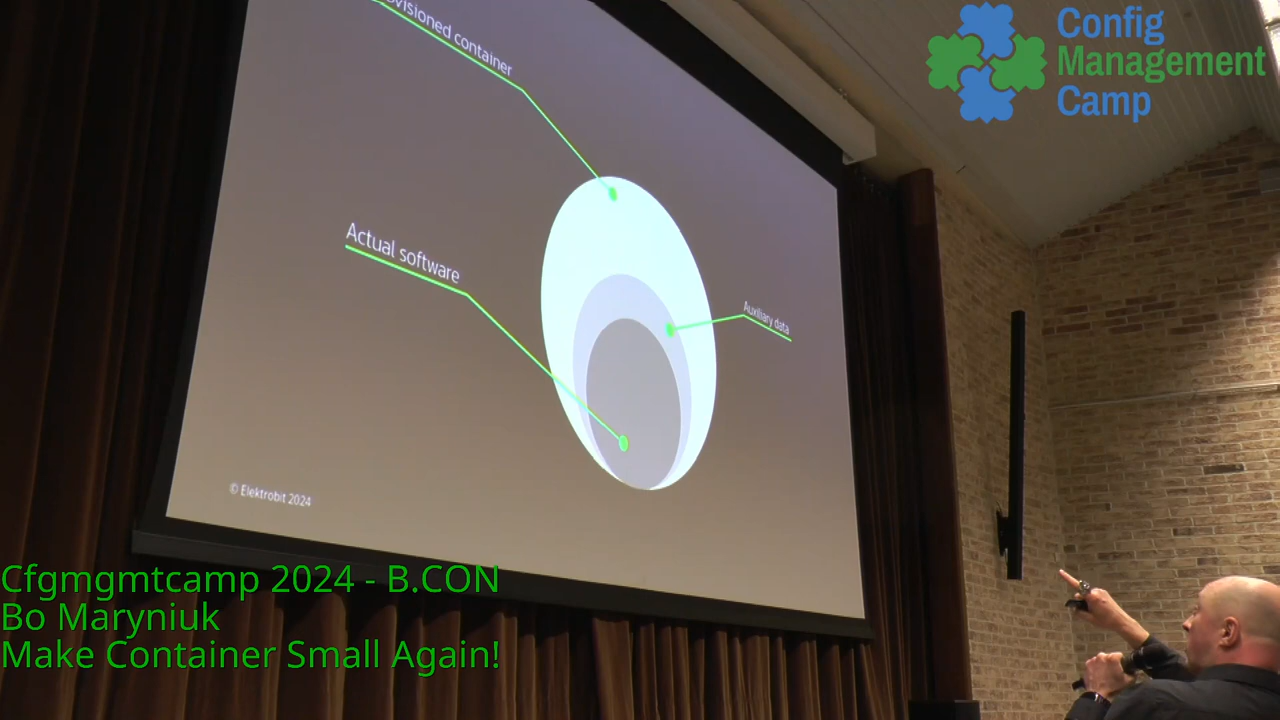 container
Config
Management
Camp
Actual software
Auxiliary data
© Elektrobit 2024
Cfgmgmtcamp 2024 - B.CON
Bo Maryniuk
Make Container Small Again!